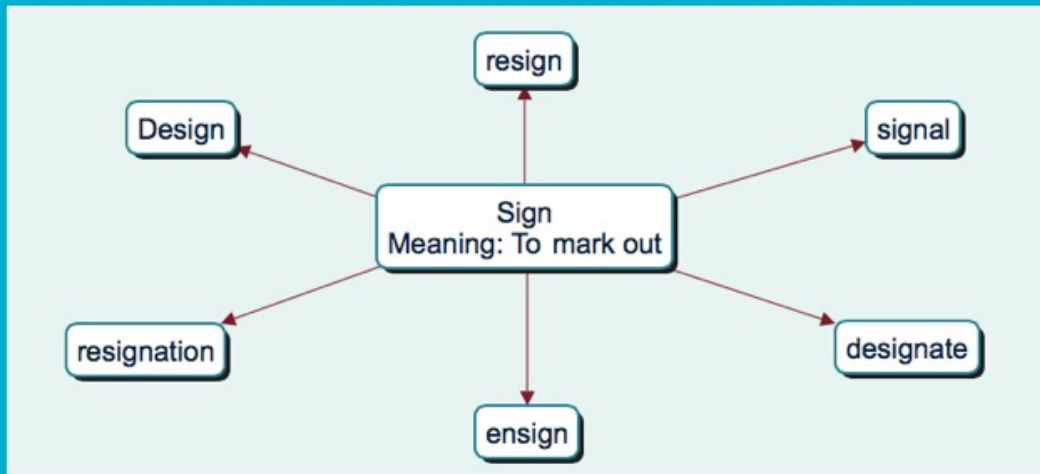 resign
Design
signal
Sign
Meaning: To mark out
resignation
designate
ensign